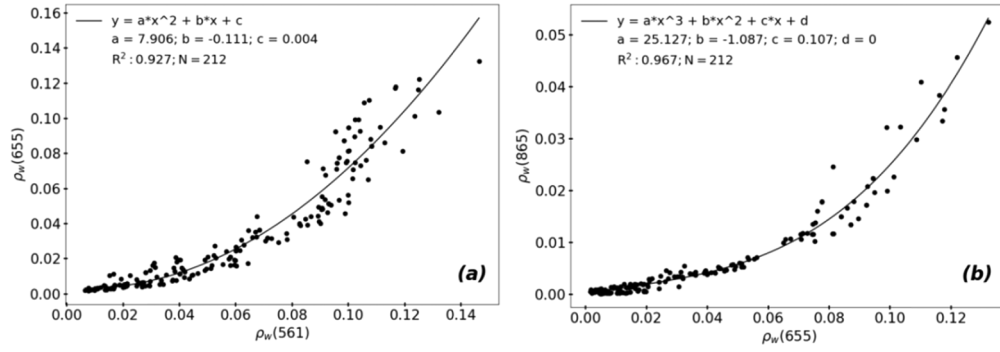 y = a*x^2 + b*x + c
a = 7.906; b = -0.111; c = 0.004
R²: 0.927; N = 212
0.16
0.14
0.12
0.10
0.08
0.06
0.04
0.02
0.00
ρw(655)
0.00 0.02 0.04 0.06 0.08 0.10 0.12 0.14
ρw(561)
(a)
y = a*x^3 + b*x^2 + c*x + d
a = 25.127; b = -1.087; c = 0.107; d = 0
R²: 0.967; N = 212
0.05
0.04
0.03
0.02
0.01
0.00
ρw(865)
0.00 0.02 0.04 0.06 0.08 0.10 0.12
ρw(655)
(b)